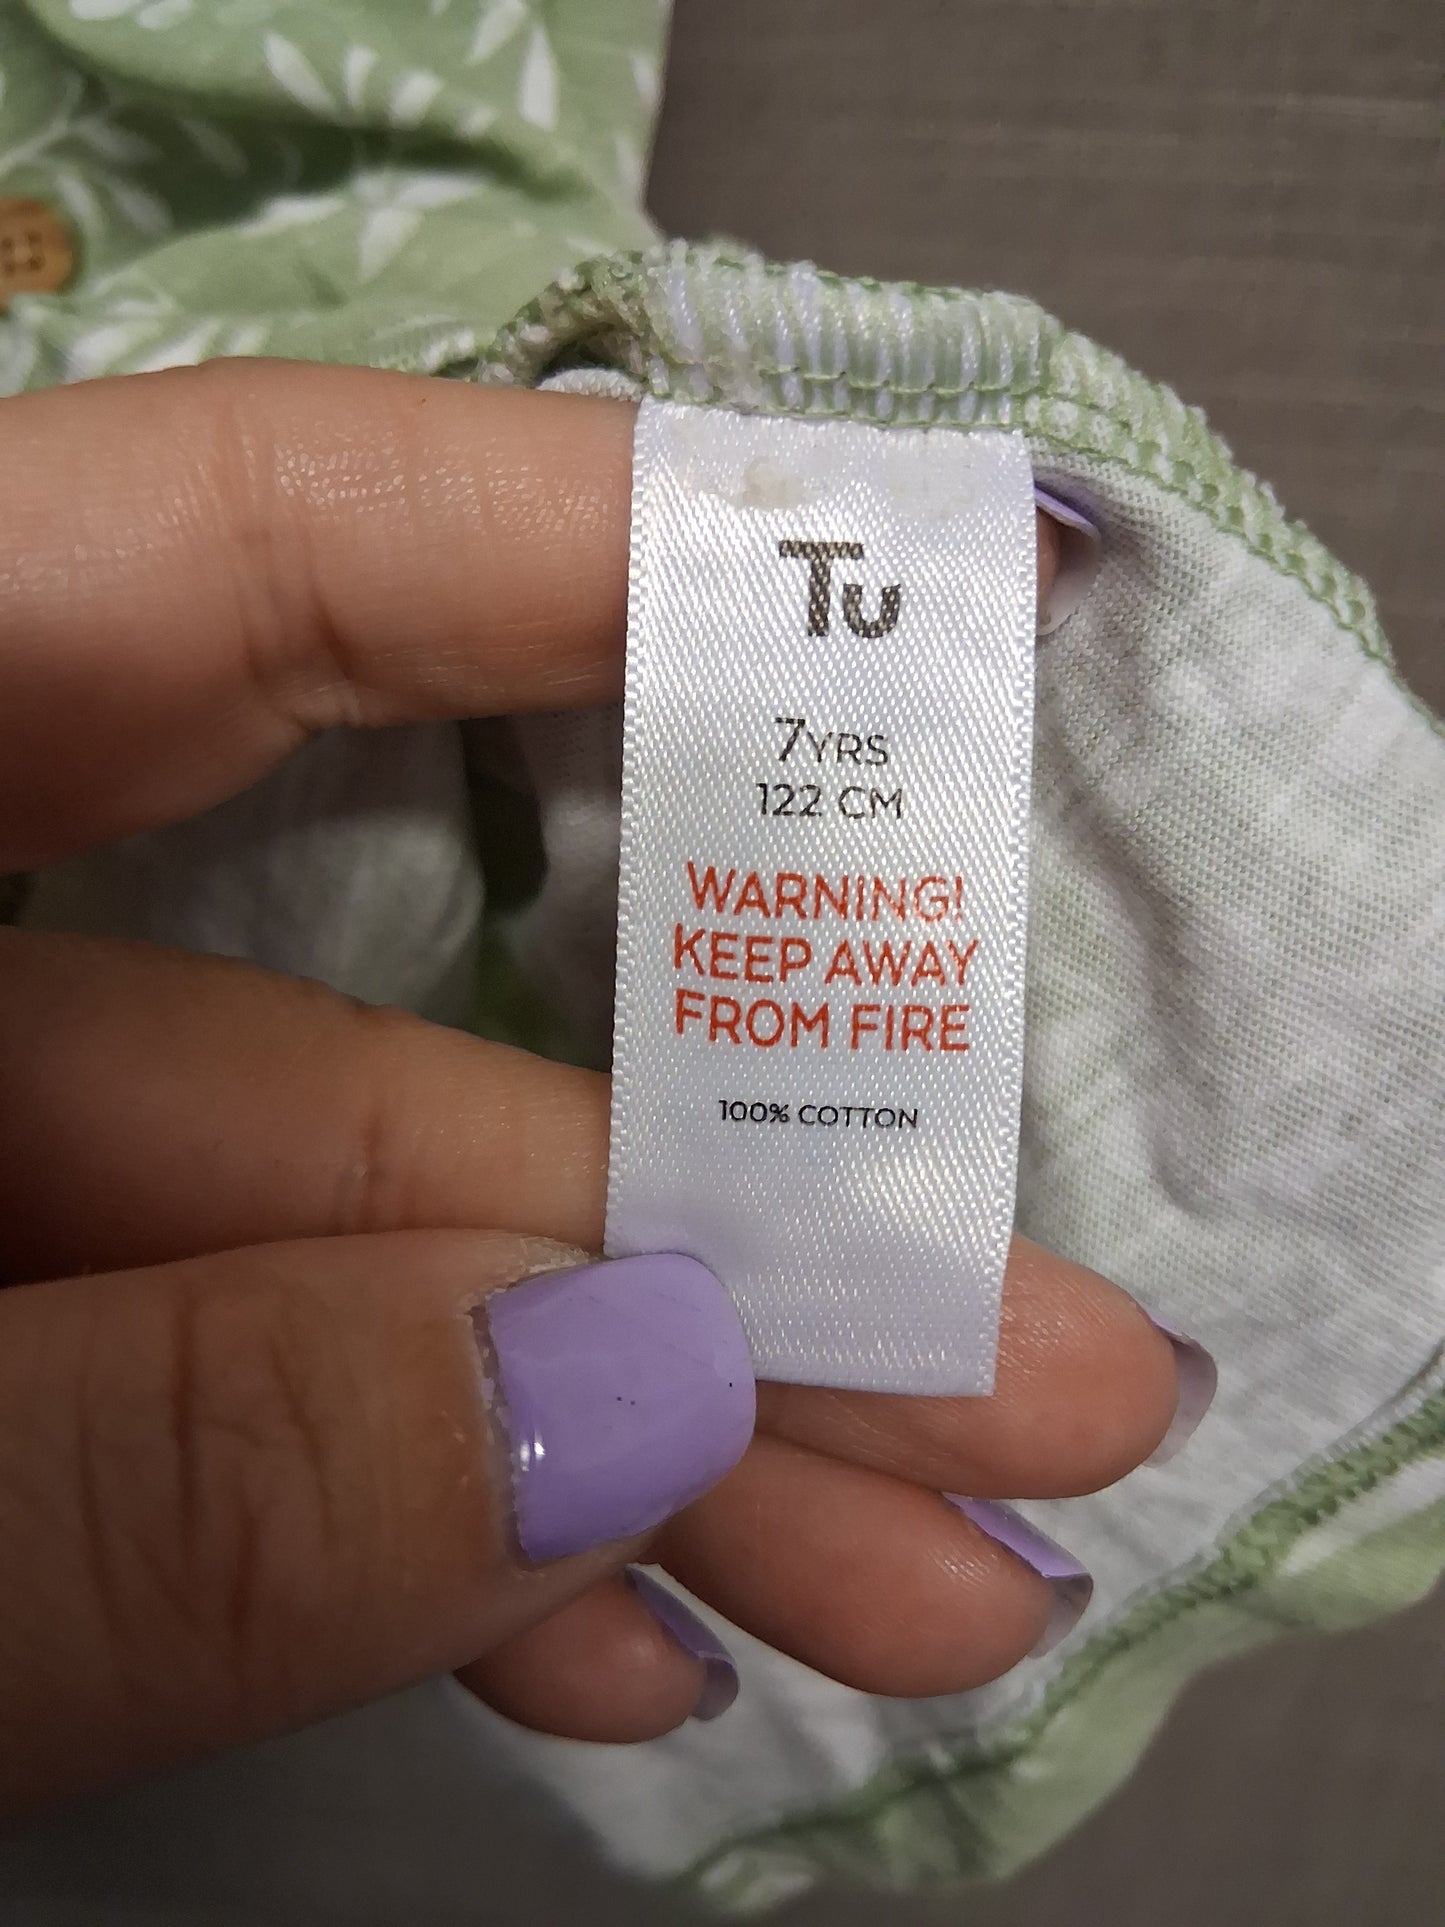 Tu
7YRS
122 CM
WARNING!
KEEP AWAY
FROM FIRE
100% COTTON